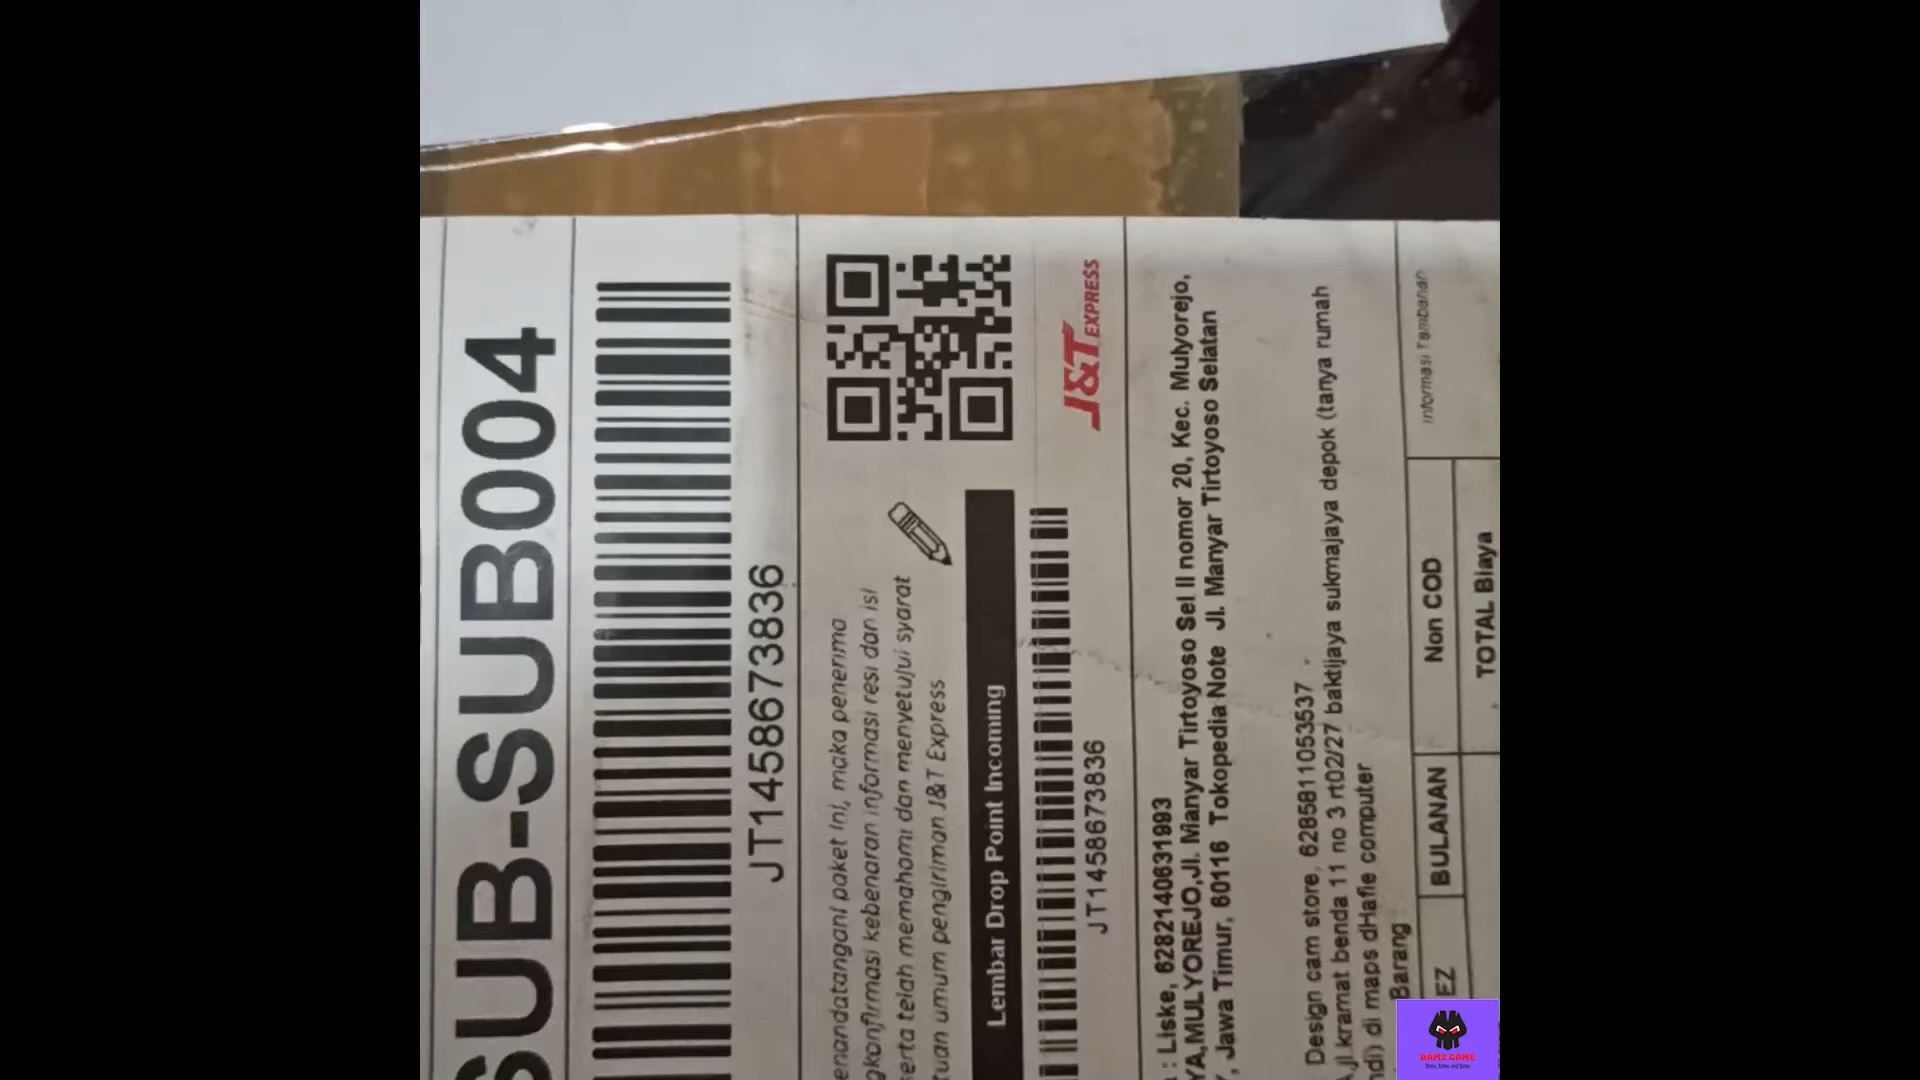 SUB-SUB004
JT1458673836
enandatangani paket ini, maka penerima
gkonfirmasi kebenaran informasi resi dan isi
serta telah memahami dan menyetujui syarat
tuan umum pengiriman J&T Express
Lembar Drop Point Incoming
JT1458673836
J&T EXPRESS
: Liske, 6282140631993
YA,MULYOREJO,Jl. Manyar Tirtoyoso Sel II nomor 20, Kec. Mulyorejo,
, Jawa Timur, 60116 Tokopedia Note Jl. Manyar Tirtoyoso Selatan
Design cam store, 6285811053537
jl.kramat benda 11 no 3 rt02/27 baktijaya sukmajaya depok (tanya rumah
ndi) di maps dHafie computer
Barang
EZ
BULANAN
Non COD
Informasi Tambahan
TOTAL Biaya
BAMZ GAME